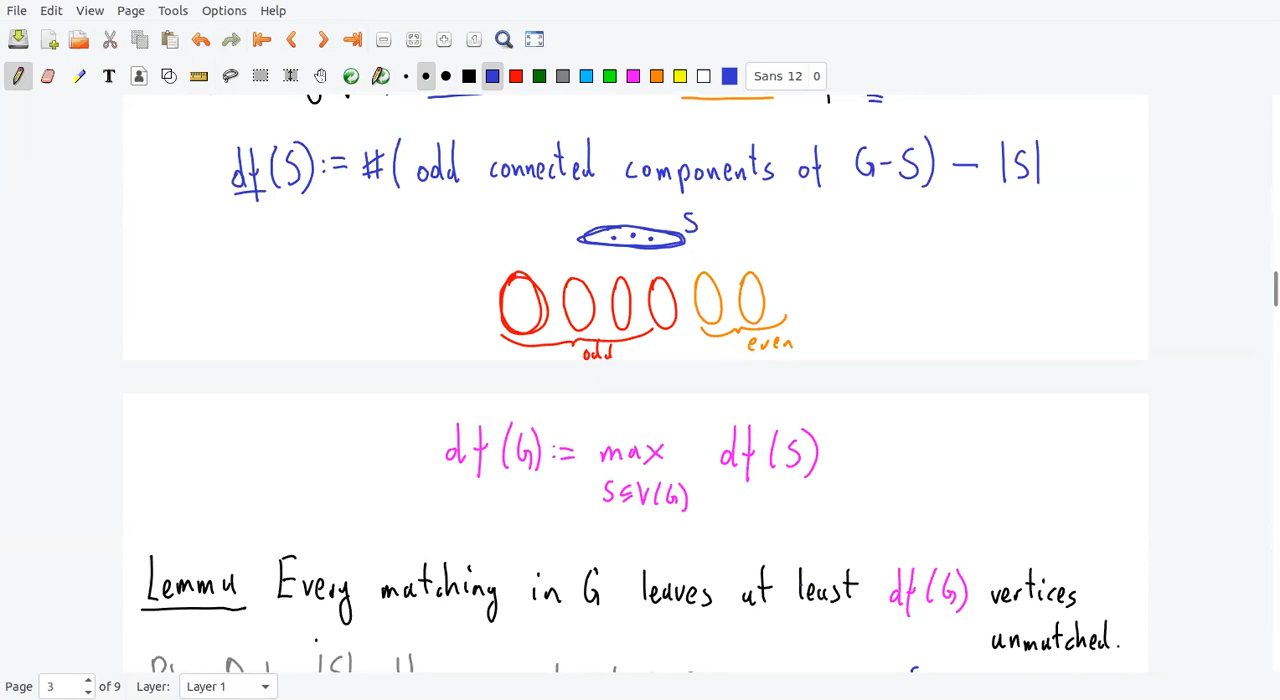 File Edit View Page Tools Options Help
Sans 12 0
df(S) := #( odd connected components of G-S) - |S|
S
odd
even
df(G) := max df(S)
S⊆V(G)
Lemma Every matching in G leaves at least df(G) vertices
unmatched.
Page 3 of 9 Layer: Layer 1